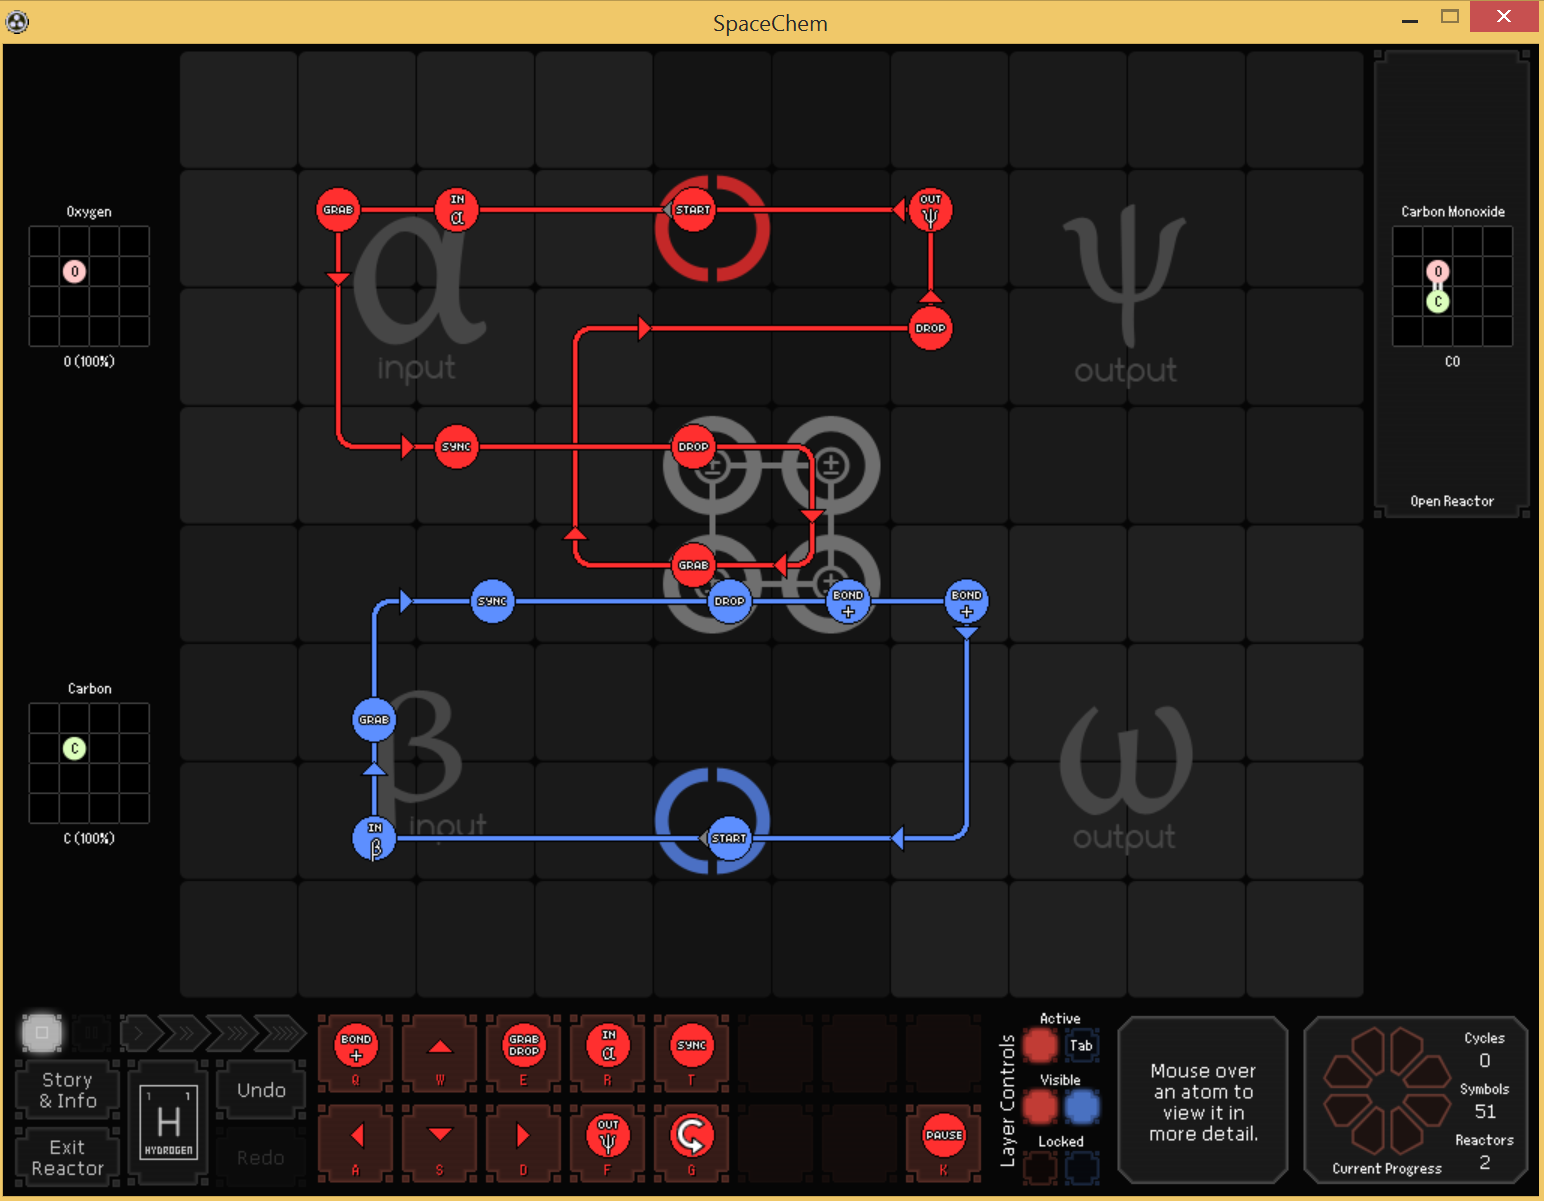 SpaceChem
Oxygen
O
O (100%)
GRAB
IN
α
START
OUT
ψ
α
input
ψ
output
DROP
Carbon Monoxide
O
C
CO
Open Reactor
SYNC
DROP
±
±
GRAB
SYNC
DROP
BOND
+
BOND
+
Carbon
C
C (100%)
GRAB
β
input
IN
β
START
ω
output
Story
& Info
Exit
Reactor
1 1
H
HYDROGEN
Undo
Redo
BOND
+
Q
W
GRAB
DROP
E
IN
α
R
SYNC
T
A
S
D
OUT
ψ
F
G
PAUSE
K
Layer Controls
Active
Tab
Visible
Locked
Mouse over
an atom to
view it in
more detail.
Cycles
0
Symbols
51
Reactors
2
Current Progress